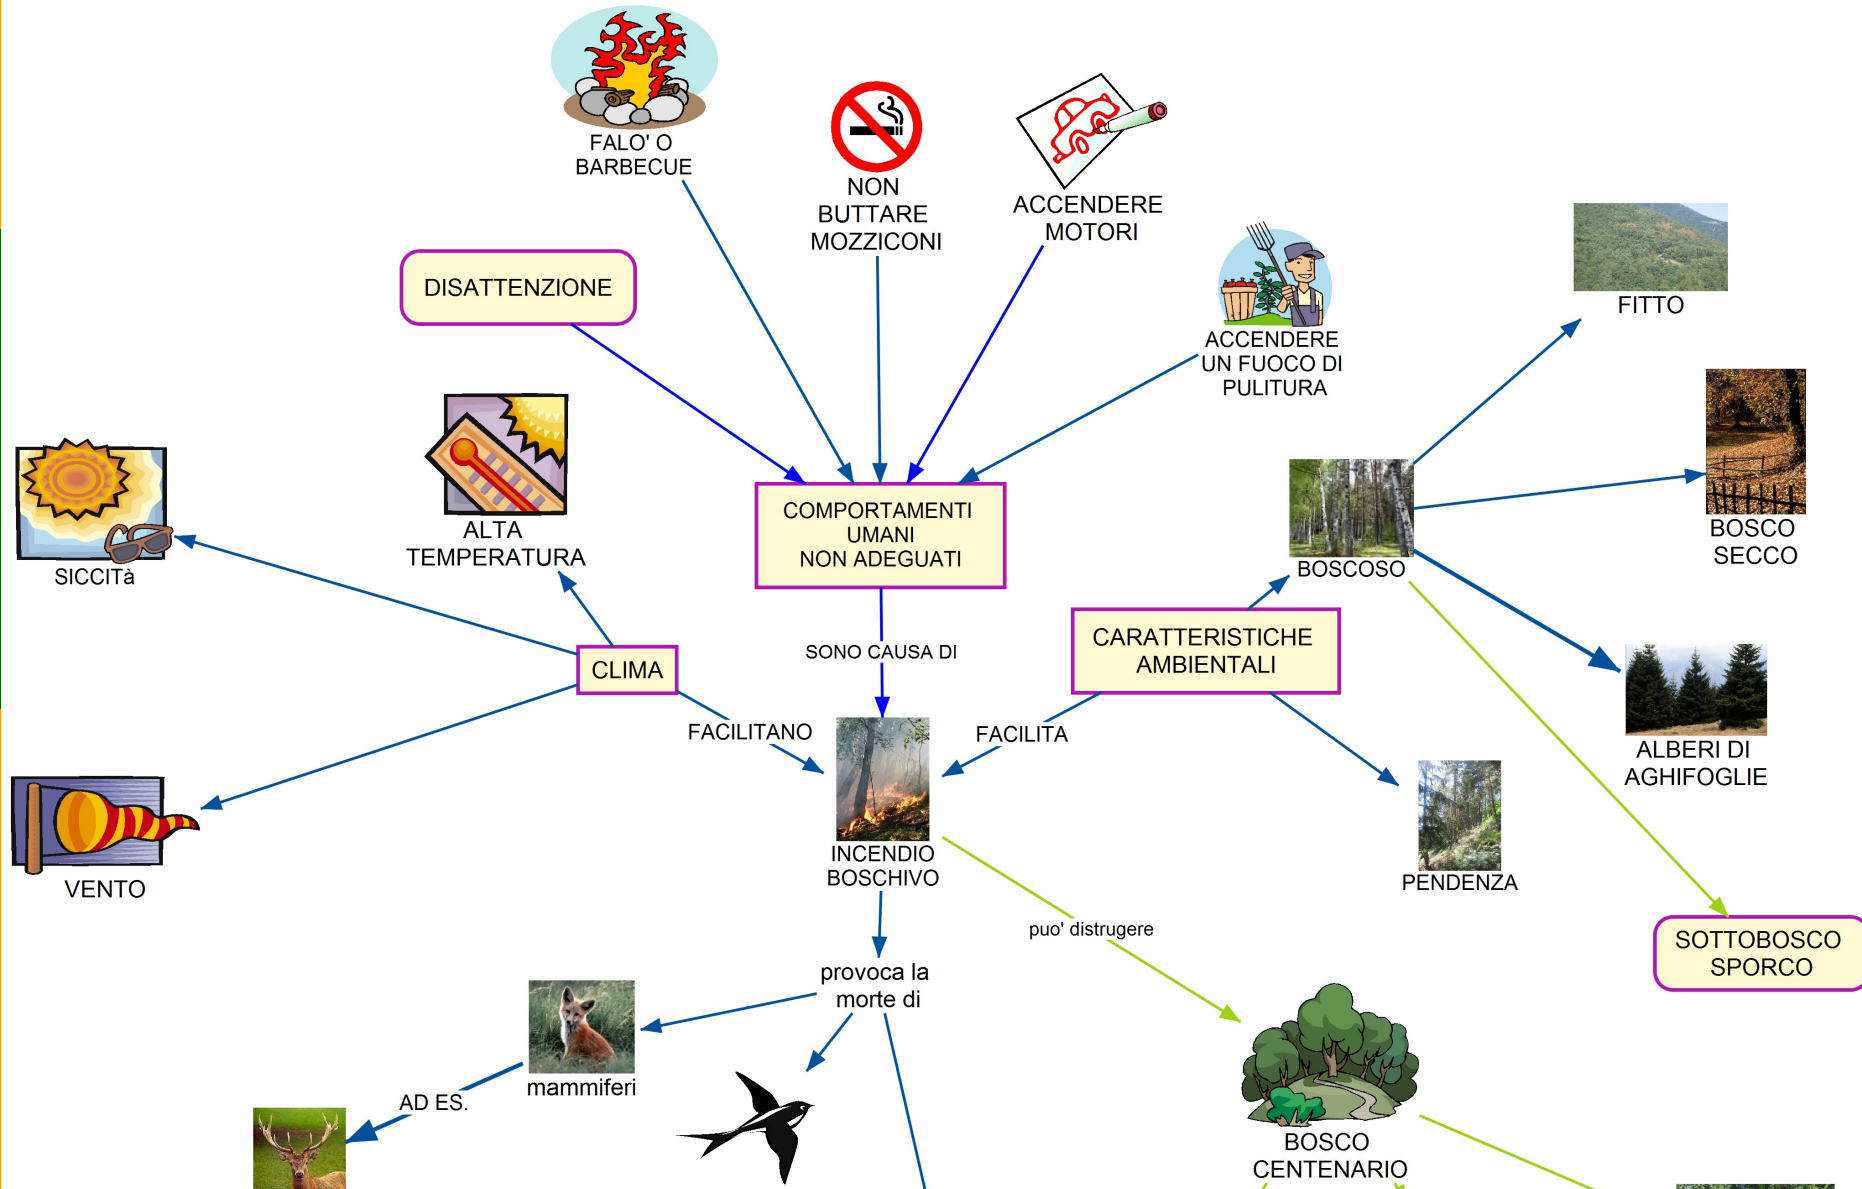 FALO' O
BARBECUE
NON
BUTTARE
MOZZICONI
ACCENDERE
MOTORI
DISATTENZIONE
ACCENDERE
UN FUOCO DI
PULITURA
FITTO
ALTA
TEMPERATURA
SICCITà
COMPORTAMENTI
UMANI
NON ADEGUATI
BOSCOSO
BOSCO
SECCO
SONO CAUSA DI
CLIMA
CARATTERISTICHE
AMBIENTALI
FACILITANO
FACILITA
ALBERI DI
AGHIFOGLIE
VENTO
INCENDIO
BOSCHIVO
PENDENZA
puo' distrugere
SOTTOBOSCO
SPORCO
provoca la
morte di
mammiferi
AD ES.
BOSCO
CENTENARIO